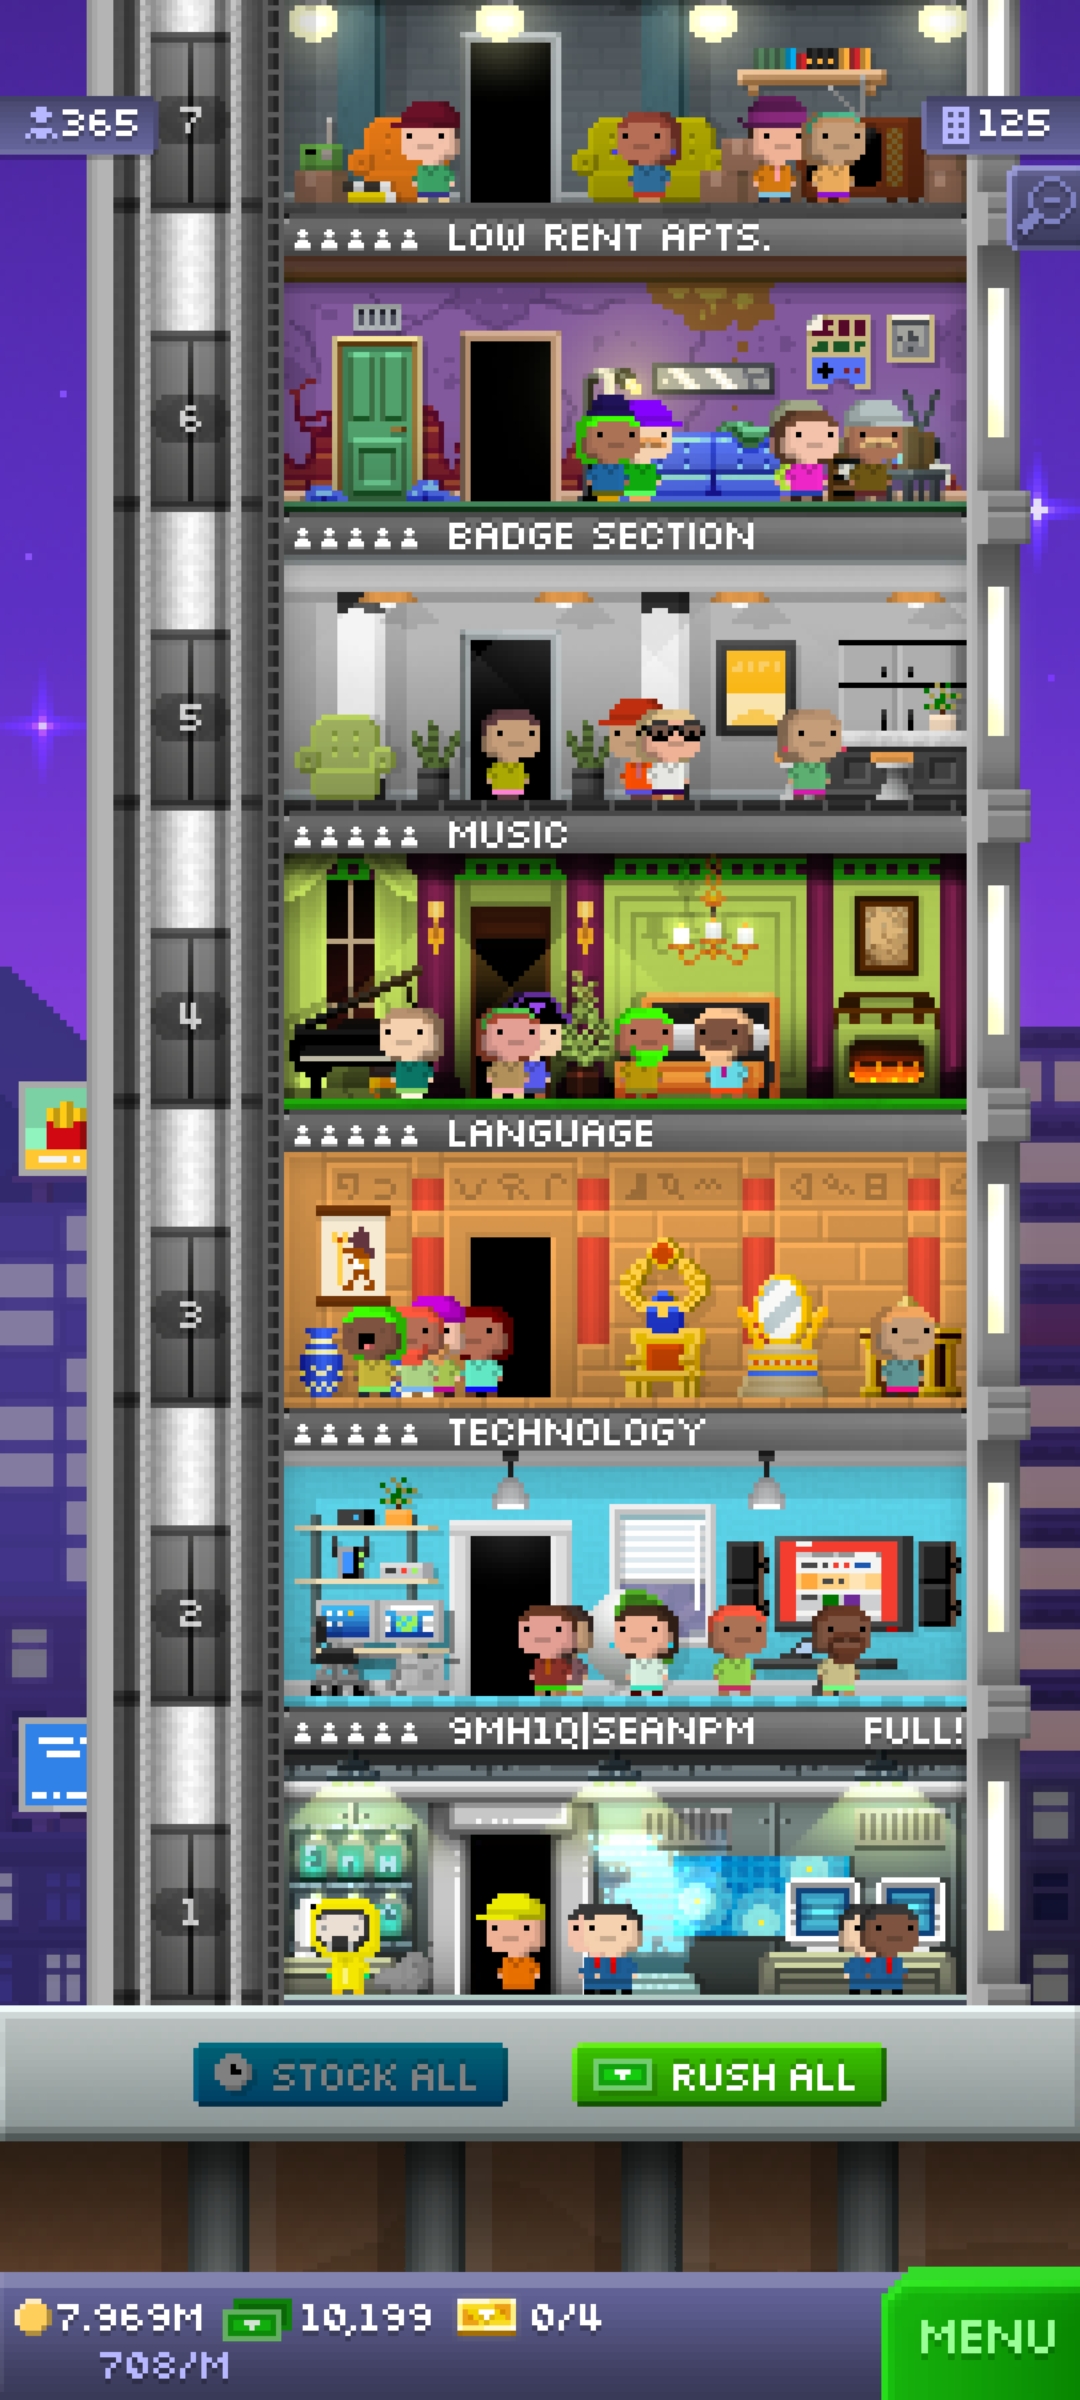 365
7
125
LOW RENT APTS.
6
BADGE SECTION
5
MUSIC
4
LANGUAGE
3
TECHNOLOGY
2
9MH1Q|SEANPM FULL!
1
STOCK ALL
RUSH ALL
7.969M 10,199 0/4
708/M
MENU